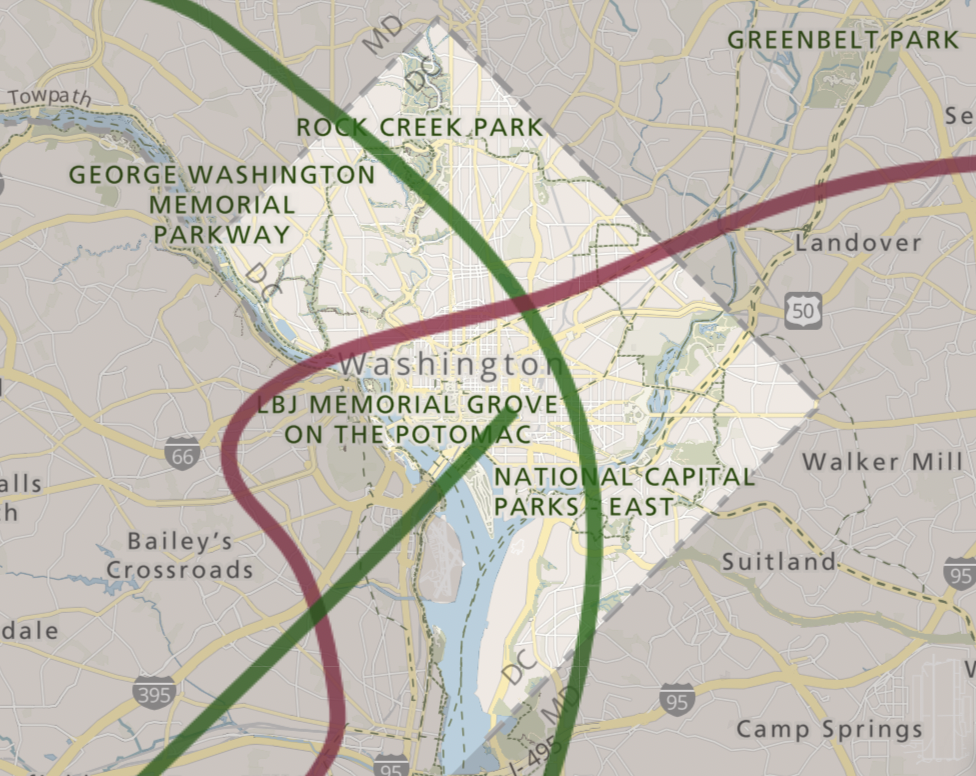 MD
GREENBELT PARK
DC
Towpath
Se
ROCK CREEK PARK
GEORGE WASHINGTON
MEMORIAL
PARKWAY
Landover
DC
50
Washington
LBJ MEMORIAL GROVE
ON THE POTOMAC
66
Walker Mill
alls
h
NATIONAL CAPITAL
PARKS - EAST
Bailey's
Crossroads
Suitland
95
dale
DC
MD
395
95
Camp Springs
I-495
95